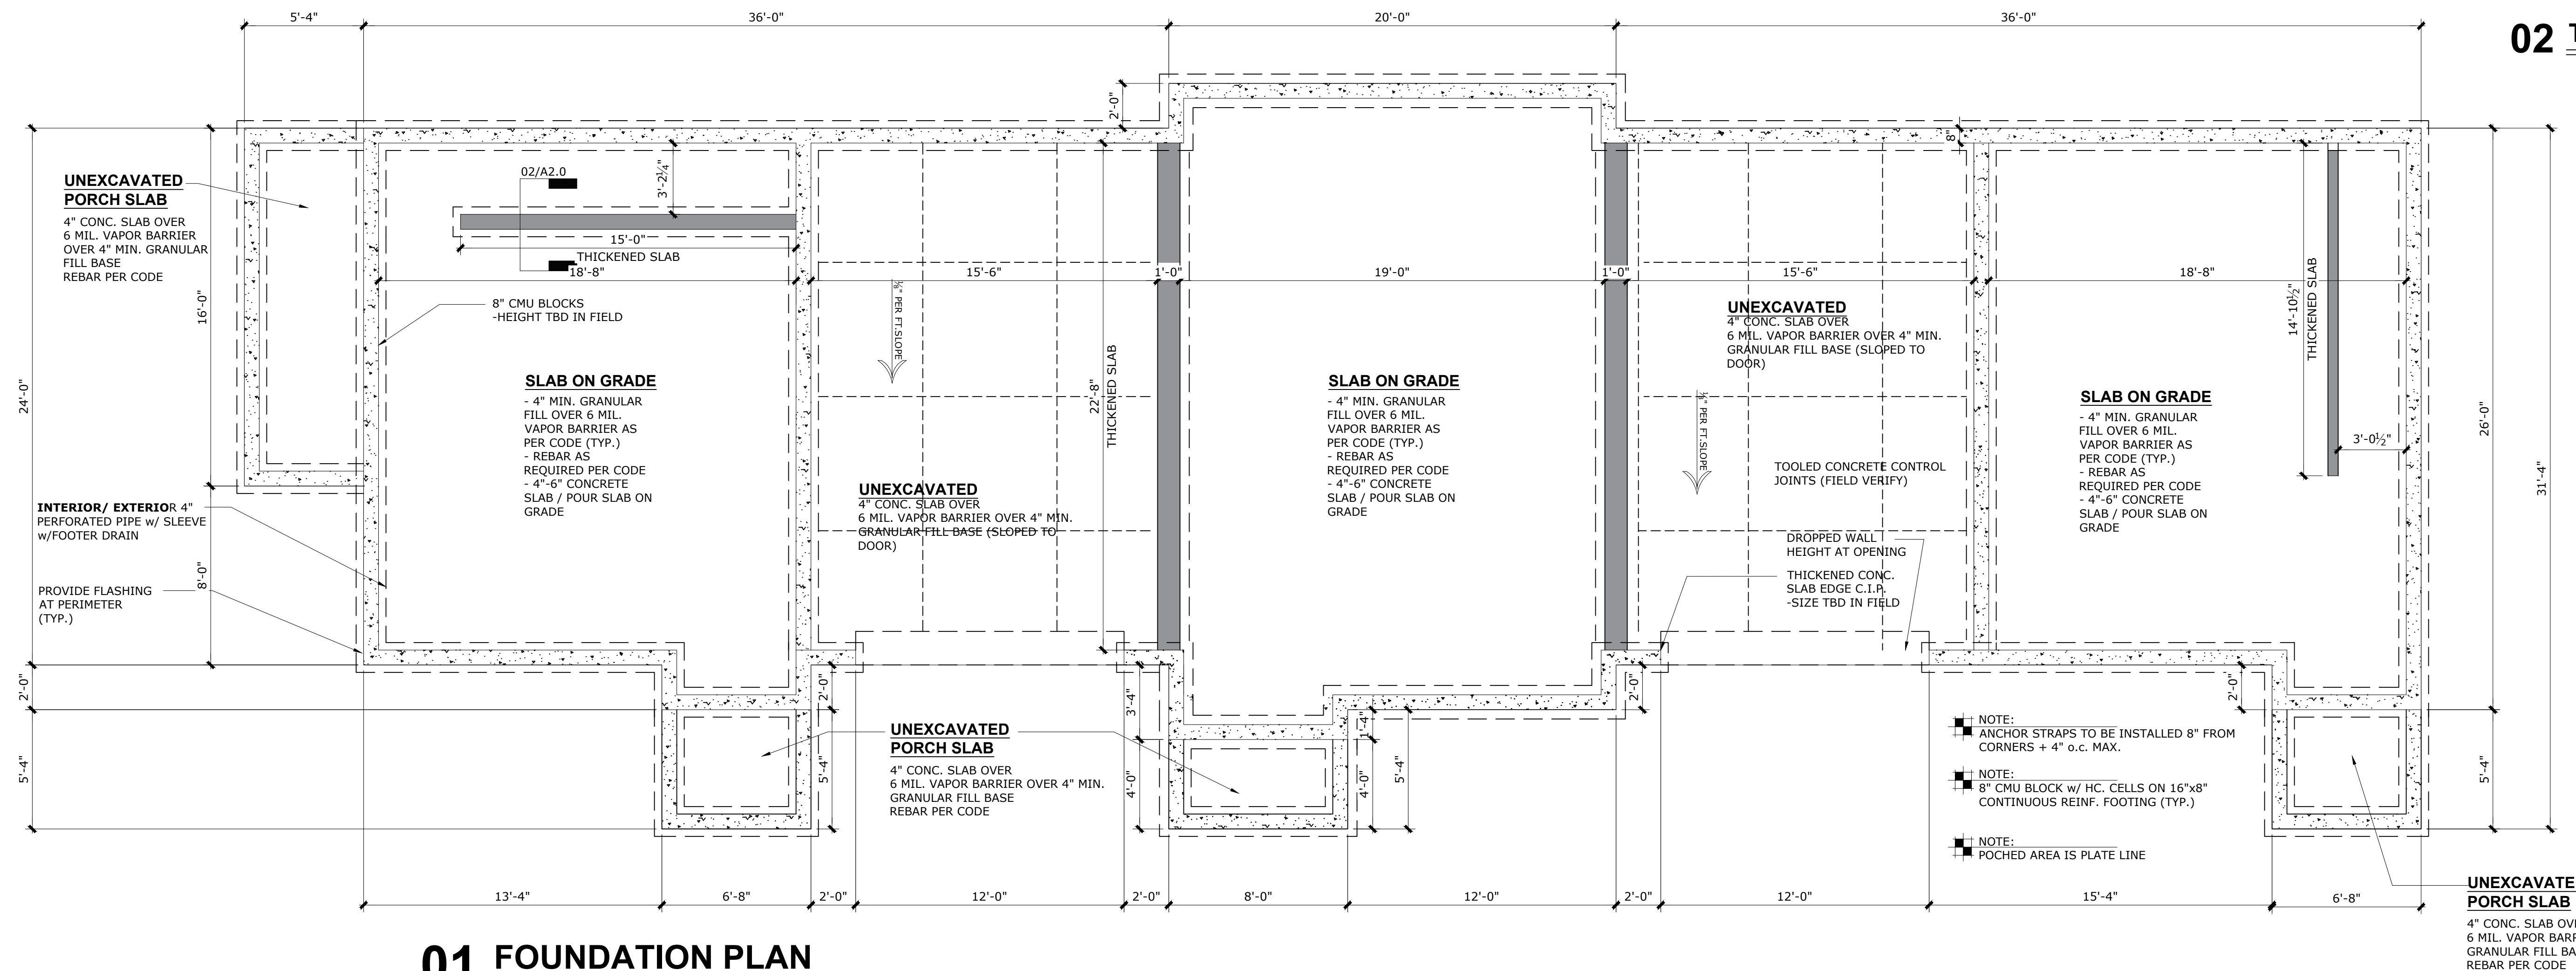 5'-4"
36'-0"
20'-0"
36'-0"
02
2'-0"
8"
UNEXCAVATED
PORCH SLAB
4" CONC. SLAB OVER
6 MIL. VAPOR BARRIER
OVER 4" MIN. GRANULAR
FILL BASE
REBAR PER CODE
02/A2.0
3'-2¼"
15'-0"
THICKENED SLAB
18'-8"
15'-6"
1'-0"
19'-0"
1'-0"
15'-6"
18'-8"
8" CMU BLOCKS
-HEIGHT TBD IN FIELD
16'-0"
24'-0"
⅛" PER FT.SLOPE
22'-8"
THICKENED SLAB
UNEXCAVATED
4" CONC. SLAB OVER
6 MIL. VAPOR BARRIER OVER 4" MIN.
GRANULAR FILL BASE (SLOPED TO
DOOR)
14'-10½"
THICKENED SLAB
3'-0½"
26'-0"
31'-4"
SLAB ON GRADE
- 4" MIN. GRANULAR
FILL OVER 6 MIL.
VAPOR BARRIER AS
PER CODE (TYP.)
- REBAR AS
REQUIRED PER CODE
- 4"-6" CONCRETE
SLAB / POUR SLAB ON
GRADE
SLAB ON GRADE
- 4" MIN. GRANULAR
FILL OVER 6 MIL.
VAPOR BARRIER AS
PER CODE (TYP.)
- REBAR AS
REQUIRED PER CODE
- 4"-6" CONCRETE
SLAB / POUR SLAB ON
GRADE
SLAB ON GRADE
- 4" MIN. GRANULAR
FILL OVER 6 MIL.
VAPOR BARRIER AS
PER CODE (TYP.)
- REBAR AS
REQUIRED PER CODE
- 4"-6" CONCRETE
SLAB / POUR SLAB ON
GRADE
PER FT.SLOPE
TOOLED CONCRETE CONTROL
JOINTS (FIELD VERIFY)
UNEXCAVATED
4" CONC. SLAB OVER
6 MIL. VAPOR BARRIER OVER 4" MIN.
GRANULAR FILL BASE (SLOPED TO
DOOR)
INTERIOR/ EXTERIOR 4"
PERFORATED PIPE w/ SLEEVE
w/FOOTER DRAIN
8'-0"
PROVIDE FLASHING
AT PERIMETER
(TYP.)
DROPPED WALL
HEIGHT AT OPENING
THICKENED CONC.
SLAB EDGE C.I.P.
-SIZE TBD IN FIELD
2'-0"
5'-4"
2'-0"
5'-4"
3'-4"
4'-0"
1'-4"
4'-0"
5'-4"
2'-0"
2'-0"
5'-4"
UNEXCAVATED
PORCH SLAB
4" CONC. SLAB OVER
6 MIL. VAPOR BARRIER OVER 4" MIN.
GRANULAR FILL BASE
REBAR PER CODE
NOTE:
ANCHOR STRAPS TO BE INSTALLED 8" FROM
CORNERS + 4" o.c. MAX.
NOTE:
8" CMU BLOCK w/ HC. CELLS ON 16"x8"
CONTINUOUS REINF. FOOTING (TYP.)
NOTE:
POCHED AREA IS PLATE LINE
13'-4"
6'-8"
2'-0"
12'-0"
2'-0"
8'-0"
12'-0"
2'-0"
12'-0"
15'-4"
6'-8"
UNEXCAVATE
PORCH SLAB
4" CONC. SLAB OV
6 MIL. VAPOR BAR
GRANULAR FILL BA
REBAR PER CODE
01 FOUNDATION PLAN